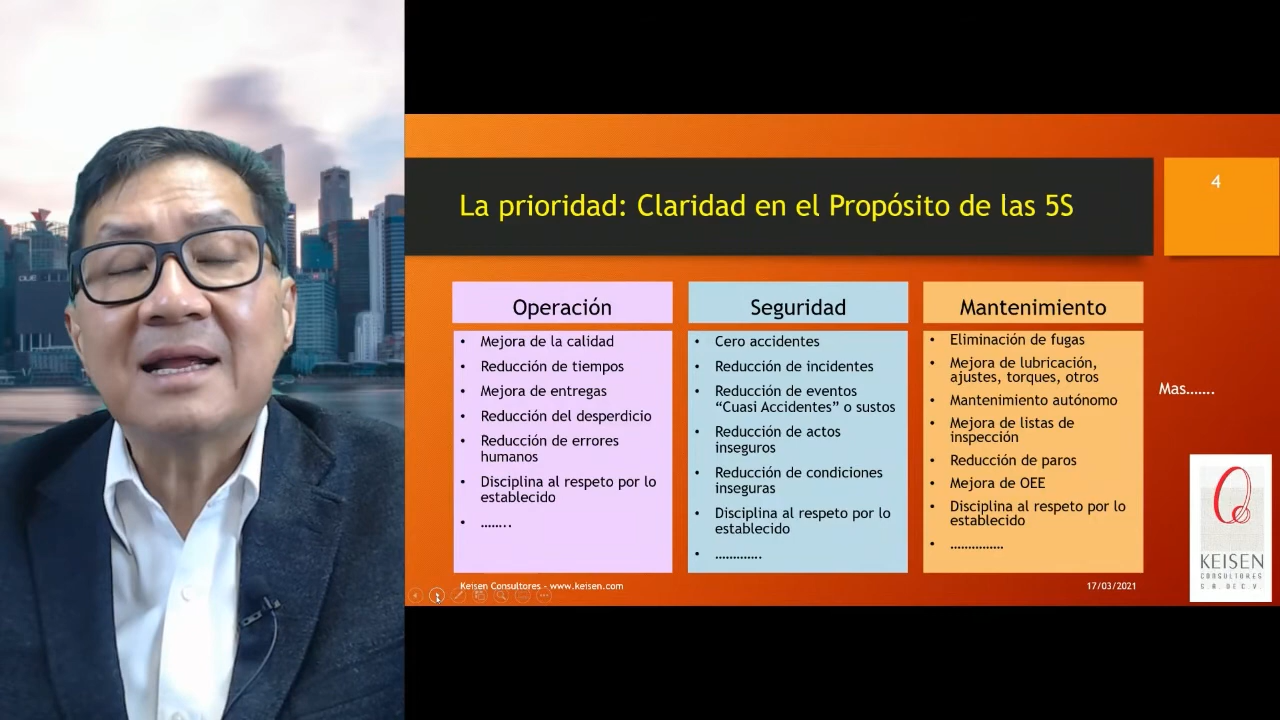 4
La prioridad: Claridad en el Propósito de las 5S
Operación
• Mejora de la calidad
• Reducción de tiempos
• Mejora de entregas
• Reducción del desperdicio
• Reducción de errores
humanos
• Disciplina al respeto por lo
establecido
• ........
Seguridad
• Cero accidentes
• Reducción de incidentes
• Reducción de eventos
“Cuasi Accidentes” o sustos
• Reducción de actos
inseguros
• Reducción de condiciones
inseguras
• Disciplina al respeto por lo
establecido
• .............
Mantenimiento
• Eliminación de fugas
• Mejora de lubricación,
ajustes, torques, otros
• Mantenimiento autónomo
• Mejora de listas de
inspección
• Reducción de paros
• Mejora de OEE
• Disciplina al respeto por lo
establecido
• ...............
Mas.......
Keisen Consultores - www.keisen.com
17/03/2021
KEISEN
CONSULTORES
S.A. DE C.V.